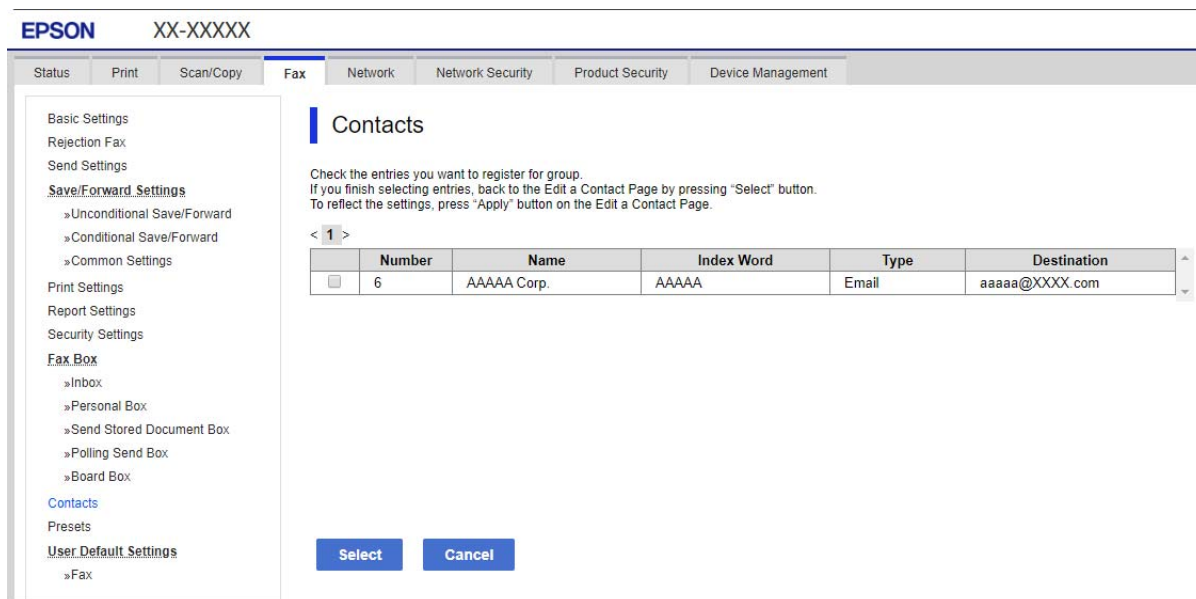 EPSON XX-XXXXX
Status Print Scan/Copy Fax Network Network Security Product Security Device Management
Basic Settings
Rejection Fax
Send Settings
Save/Forward Settings
»Unconditional Save/Forward
»Conditional Save/Forward
»Common Settings
Print Settings
Report Settings
Security Settings
Fax Box
»Inbox
»Personal Box
»Send Stored Document Box
»Polling Send Box
»Board Box
Contacts
Presets
User Default Settings
»Fax
Contacts
Check the entries you want to register for group.
If you finish selecting entries, back to the Edit a Contact Page by pressing “Select” button.
To reflect the settings, press “Apply” button on the Edit a Contact Page.
< 1 >
Number Name Index Word Type Destination
6 AAAAA Corp. AAAAA Email aaaaa@XXXX.com
Select Cancel